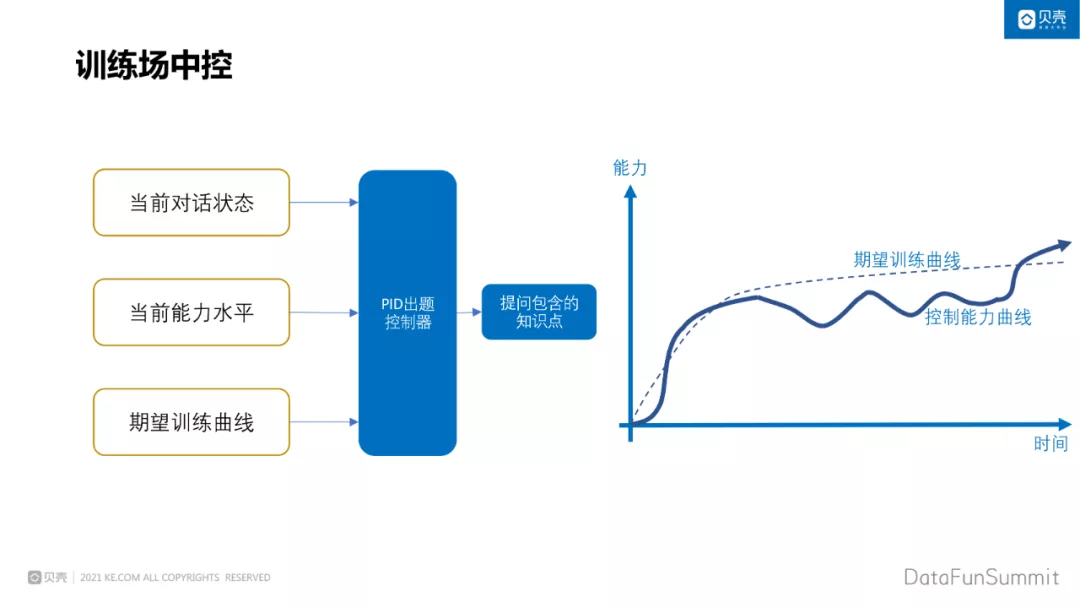 贝壳
训练场中控
当前对话状态
当前能力水平
期望训练曲线
PID出题
控制器
提问包含的
知识点
能力
期望训练曲线
控制能力曲线
时间
贝壳
2021 KE.COM ALL COPYRIGHTS RESERVED
DataFunSummit